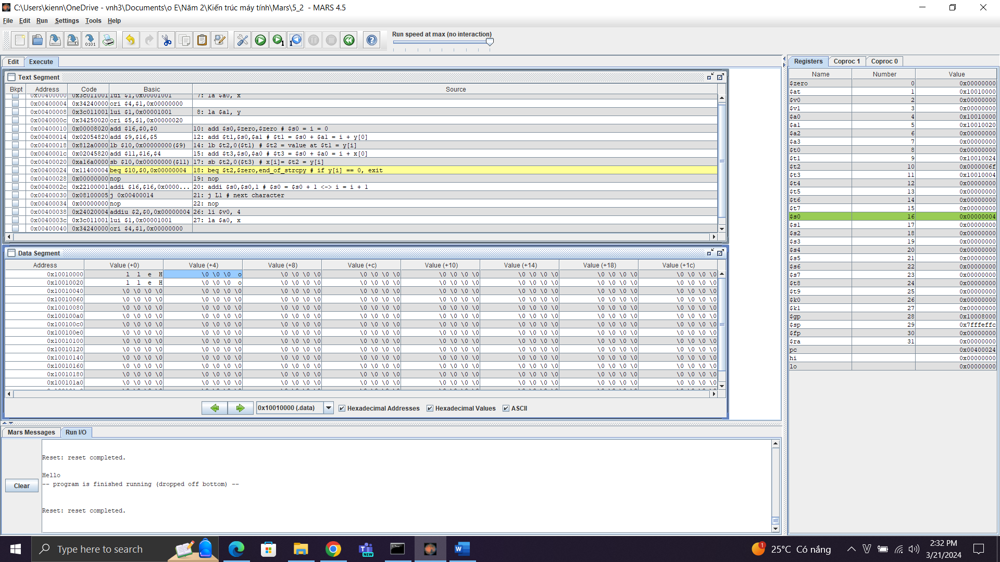 C:\Users\kienn\OneDrive - vnh3\Documents\o E\Năm 2\Kiến trúc máy tính\Mars\5_2 - MARS 4.5
File Edit Run Settings Tools Help
Run speed at max (no interaction)
Edit Execute
Text Segment
Bkpt Address Code Basic Source
0x00400000 0x3c011001 lui $1,0x00001001 7: la $a0, x
0x00400004 0x34240000 ori $4,$1,0x00000000
0x00400008 0x3c011001 lui $1,0x00001001 8: la $a1, y
0x0040000c 0x34250020 ori $5,$1,0x00000020
0x00400010 0x00008020 add $16,$0,$0 10: add $s0,$zero,$zero # $s0 = i = 0
0x00400014 0x02054820 add $9,$16,$5 12: add $t1,$s0,$a1 # $t1 = $s0 + $a1 = i + y[0]
0x00400018 0x812a0000 lb $10,0x00000000($9) 14: lb $t2,0($t1) # $t2 = value at $t1 = y[i]
0x0040001c 0x02045820 add $11,$16,$4 15: add $t3,$s0,$a0 # $t3 = $s0 + $a0 = i + x[0]
0x00400020 0xa16a0000 sb $10,0x00000000($11) 17: sb $t2,0($t3) # x[i]= $t2 = y[i]
0x00400024 0x11400004 beq $10,$0,0x00000004 18: beq $t2,$zero,end_of_strcpy # if y[i] == 0, exit
0x00400028 0x00000000 nop 19: nop
0x0040002c 0x22100001 addi $16,$16,0x0000... 20: addi $s0,$s0,1 # $s0 = $s0 + 1 <-> i = i + 1
0x00400030 0x08100005 j 0x00400014 21: j L1 # next character
0x00400034 0x00000000 nop 22: nop
0x00400038 0x24020004 addiu $2,$0,0x00000004 26: li $v0, 4
0x0040003c 0x3c011001 lui $1,0x00001001 27: la $a0, x
0x00400040 0x34240000 ori $4,$1,0x00000000
Data Segment
Address Value (+0) Value (+4) Value (+8) Value (+c) Value (+10) Value (+14) Value (+18) Value (+1c)
0x10010000 l l e H \0 \0 \0 o \0 \0 \0 \0 \0 \0 \0 \0 \0 \0 \0 \0 \0 \0 \0 \0 \0 \0 \0 \0 \0 \0 \0 \0
0x10010020 l l e H \0 \0 \0 o \0 \0 \0 \0 \0 \0 \0 \0 \0 \0 \0 \0 \0 \0 \0 \0 \0 \0 \0 \0 \0 \0 \0 \0
0x10010040 \0 \0 \0 \0 \0 \0 \0 \0 \0 \0 \0 \0 \0 \0 \0 \0 \0 \0 \0 \0 \0 \0 \0 \0 \0 \0 \0 \0 \0 \0 \0 \0
0x10010060 \0 \0 \0 \0 \0 \0 \0 \0 \0 \0 \0 \0 \0 \0 \0 \0 \0 \0 \0 \0 \0 \0 \0 \0 \0 \0 \0 \0 \0 \0 \0 \0
0x10010080 \0 \0 \0 \0 \0 \0 \0 \0 \0 \0 \0 \0 \0 \0 \0 \0 \0 \0 \0 \0 \0 \0 \0 \0 \0 \0 \0 \0 \0 \0 \0 \0
0x100100a0 \0 \0 \0 \0 \0 \0 \0 \0 \0 \0 \0 \0 \0 \0 \0 \0 \0 \0 \0 \0 \0 \0 \0 \0 \0 \0 \0 \0 \0 \0 \0 \0
0x100100c0 \0 \0 \0 \0 \0 \0 \0 \0 \0 \0 \0 \0 \0 \0 \0 \0 \0 \0 \0 \0 \0 \0 \0 \0 \0 \0 \0 \0 \0 \0 \0 \0
0x100100e0 \0 \0 \0 \0 \0 \0 \0 \0 \0 \0 \0 \0 \0 \0 \0 \0 \0 \0 \0 \0 \0 \0 \0 \0 \0 \0 \0 \0 \0 \0 \0 \0
0x10010100 \0 \0 \0 \0 \0 \0 \0 \0 \0 \0 \0 \0 \0 \0 \0 \0 \0 \0 \0 \0 \0 \0 \0 \0 \0 \0 \0 \0 \0 \0 \0 \0
0x10010120 \0 \0 \0 \0 \0 \0 \0 \0 \0 \0 \0 \0 \0 \0 \0 \0 \0 \0 \0 \0 \0 \0 \0 \0 \0 \0 \0 \0 \0 \0 \0 \0
0x10010140 \0 \0 \0 \0 \0 \0 \0 \0 \0 \0 \0 \0 \0 \0 \0 \0 \0 \0 \0 \0 \0 \0 \0 \0 \0 \0 \0 \0 \0 \0 \0 \0
0x10010160 \0 \0 \0 \0 \0 \0 \0 \0 \0 \0 \0 \0 \0 \0 \0 \0 \0 \0 \0 \0 \0 \0 \0 \0 \0 \0 \0 \0 \0 \0 \0 \0
0x10010180 \0 \0 \0 \0 \0 \0 \0 \0 \0 \0 \0 \0 \0 \0 \0 \0 \0 \0 \0 \0 \0 \0 \0 \0 \0 \0 \0 \0 \0 \0 \0 \0
0x100101a0 \0 \0 \0 \0 \0 \0 \0 \0 \0 \0 \0 \0 \0 \0 \0 \0 \0 \0 \0 \0 \0 \0 \0 \0 \0 \0 \0 \0 \0 \0 \0 \0
0x10010000 (.data) Hexadecimal Addresses Hexadecimal Values ASCII
Mars Messages Run I/O
Reset: reset completed.
Hello
-- program is finished running (dropped off bottom) --
Reset: reset completed.
Clear
Registers Coproc 1 Coproc 0
Name Number Value
$zero 0 0x00000000
$at 1 0x10010000
$v0 2 0x00000000
$v1 3 0x00000000
$a0 4 0x10010000
$a1 5 0x10010020
$a2 6 0x00000000
$a3 7 0x00000000
$t0 8 0x00000000
$t1 9 0x10010024
$t2 10 0x0000006f
$t3 11 0x10010004
$t4 12 0x00000000
$t5 13 0x00000000
$t6 14 0x00000000
$t7 15 0x00000000
$s0 16 0x00000004
$s1 17 0x00000000
$s2 18 0x00000000
$s3 19 0x00000000
$s4 20 0x00000000
$s5 21 0x00000000
$s6 22 0x00000000
$s7 23 0x00000000
$t8 24 0x00000000
$t9 25 0x00000000
$k0 26 0x00000000
$k1 27 0x00000000
$gp 28 0x10008000
$sp 29 0x7fffeffc
$fp 30 0x00000000
$ra 31 0x00000000
pc 0x00400024
hi 0x00000000
lo 0x00000000
Type here to search
NEW
1
25°C Có nắng
2:32 PM
3/21/2024